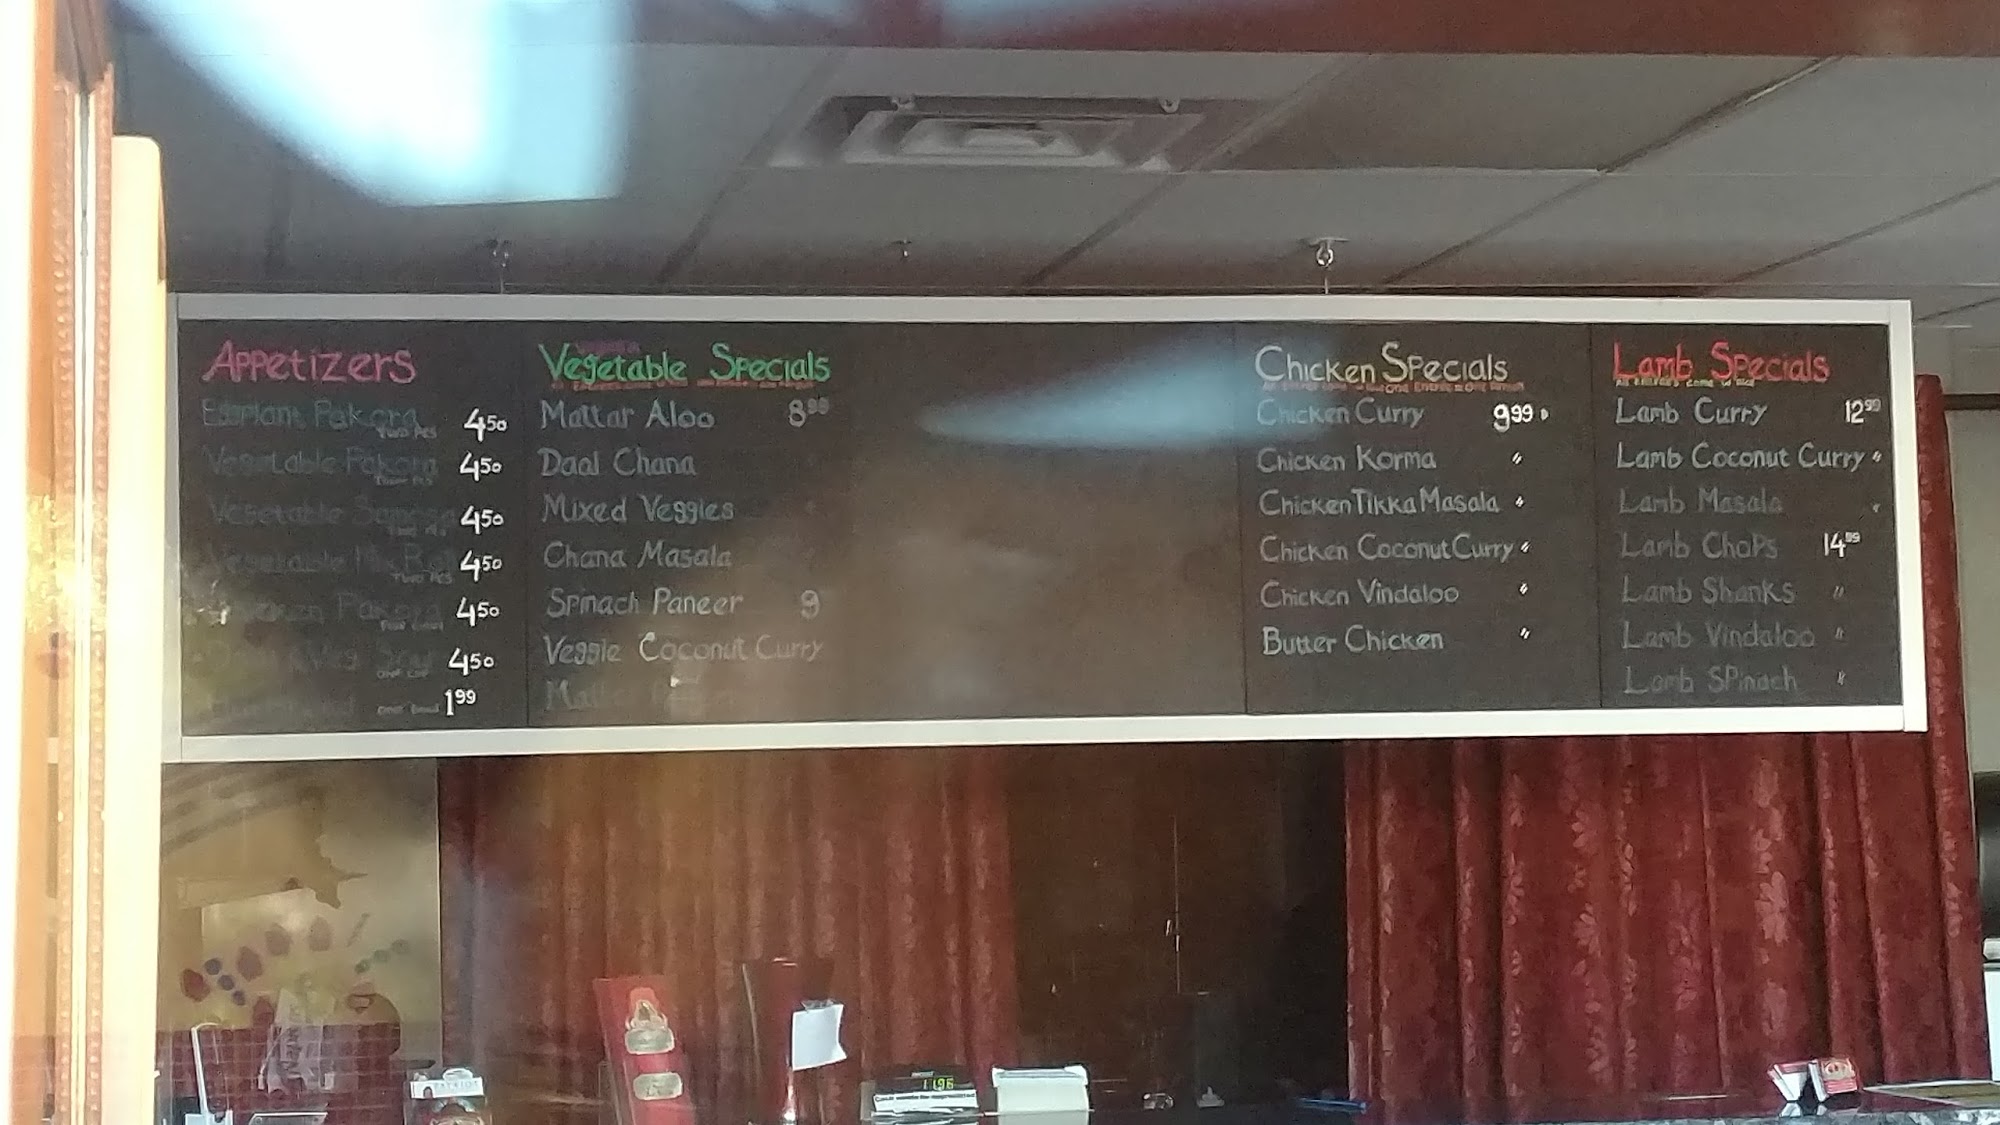 Appetizers
Eggplant Pakora 4.50
Two Pcs
Vegetable Pakora 4.50
Vegetable Samosa 4.50
Vegetable Mix 4.50
Two Pcs
Pakora 4.50
4.50
1.99
Vegetable Specials
Mattar Aloo 8.99
Daal Chana
Mixed Veggies
Chana Masala
Spinach Paneer 9
Veggie Coconut Curry
Chicken Specials
Chicken Curry 9.99
Chicken Korma "
Chicken Tikka Masala "
Chicken Coconut Curry "
Chicken Vindaloo "
Butter Chicken "
Lamb Specials
Lamb Curry 12.99
Lamb Coconut Curry "
Lamb Masala "
Lamb Chops 14.99
Lamb Shanks "
Lamb Vindaloo "
Lamb Spinach "